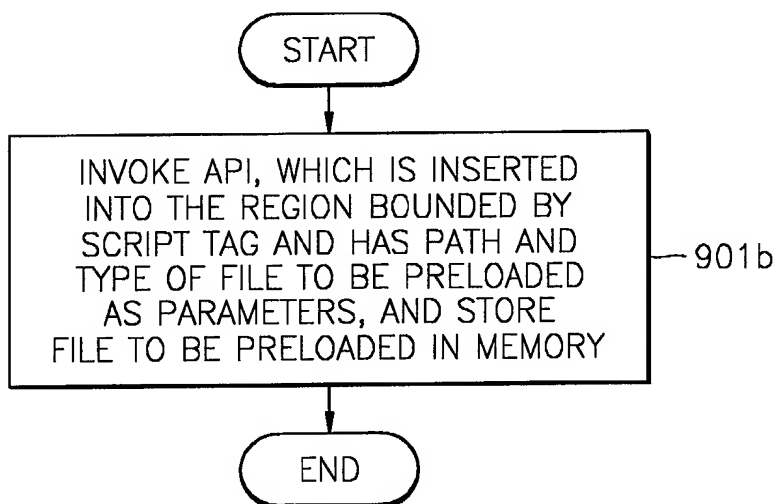 START
INVOKE API, WHICH IS INSERTED
INTO THE REGION BOUNDED BY
SCRIPT TAG AND HAS PATH AND
TYPE OF FILE TO BE PRELOADED
AS PARAMETERS, AND STORE
FILE TO BE PRELOADED IN MEMORY
901b
END